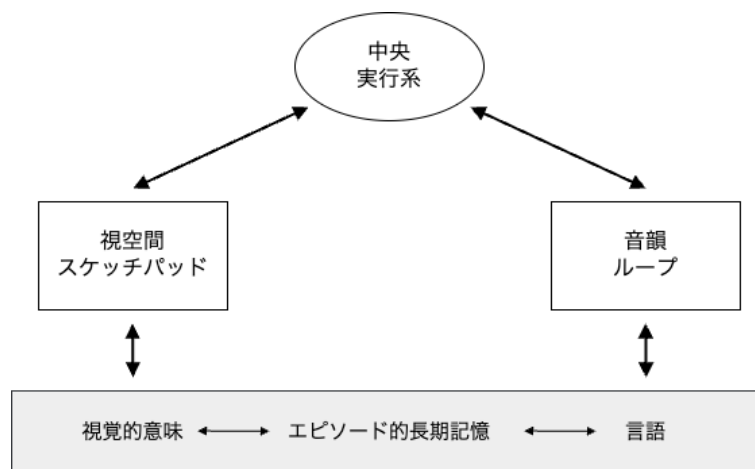 中央
実行系
視空間
スケッチパッド
音韻
ループ
視覚的意味
エピソード的長期記憶
言語